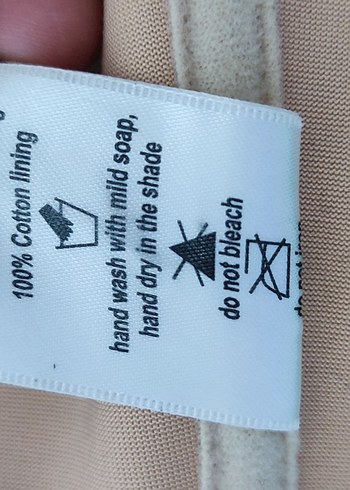 100% Cotton lining
hand wash with mild soap,
hand dry in the shade
do not bleach